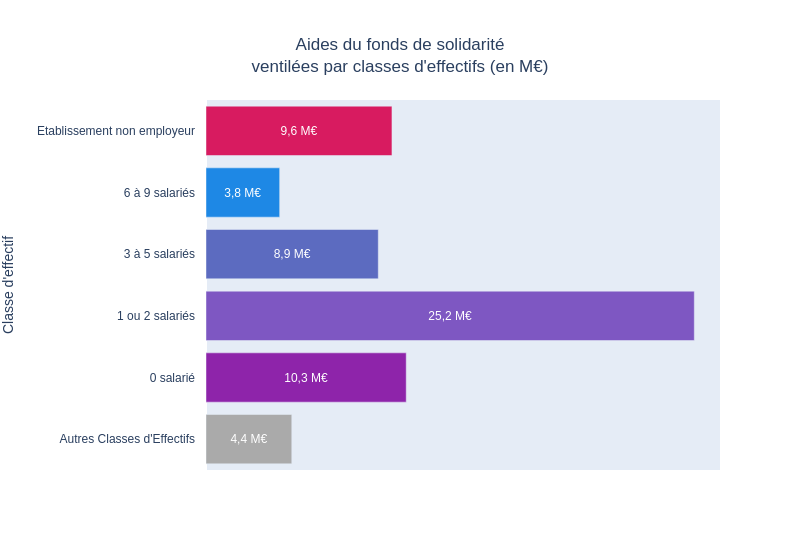 Aides du fonds de solidarité
ventilées par classes d'effectifs (en M€)
Classe d'effectif
Etablissement non employeur
9,6 M€
6 à 9 salariés
3,8 M€
3 à 5 salariés
8,9 M€
1 ou 2 salariés
25,2 M€
0 salarié
10,3 M€
Autres Classes d'Effectifs
4,4 M€